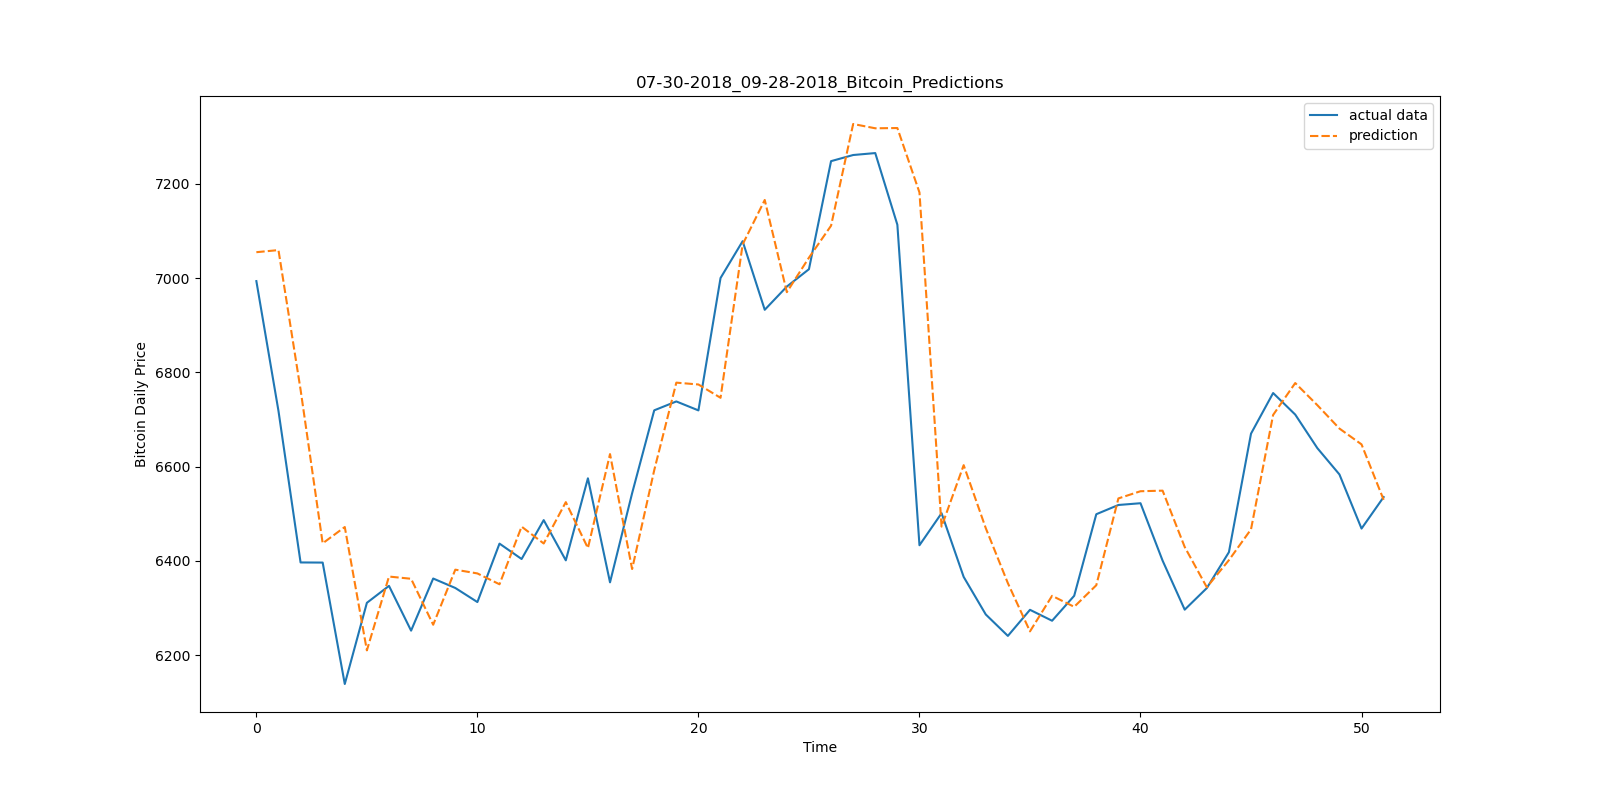 07-30-2018_09-28-2018_Bitcoin_Predictions
actual data
prediction
7200
7000
6800
6600
6400
6200
Bitcoin Daily Price
0 10 20 30 40 50
Time